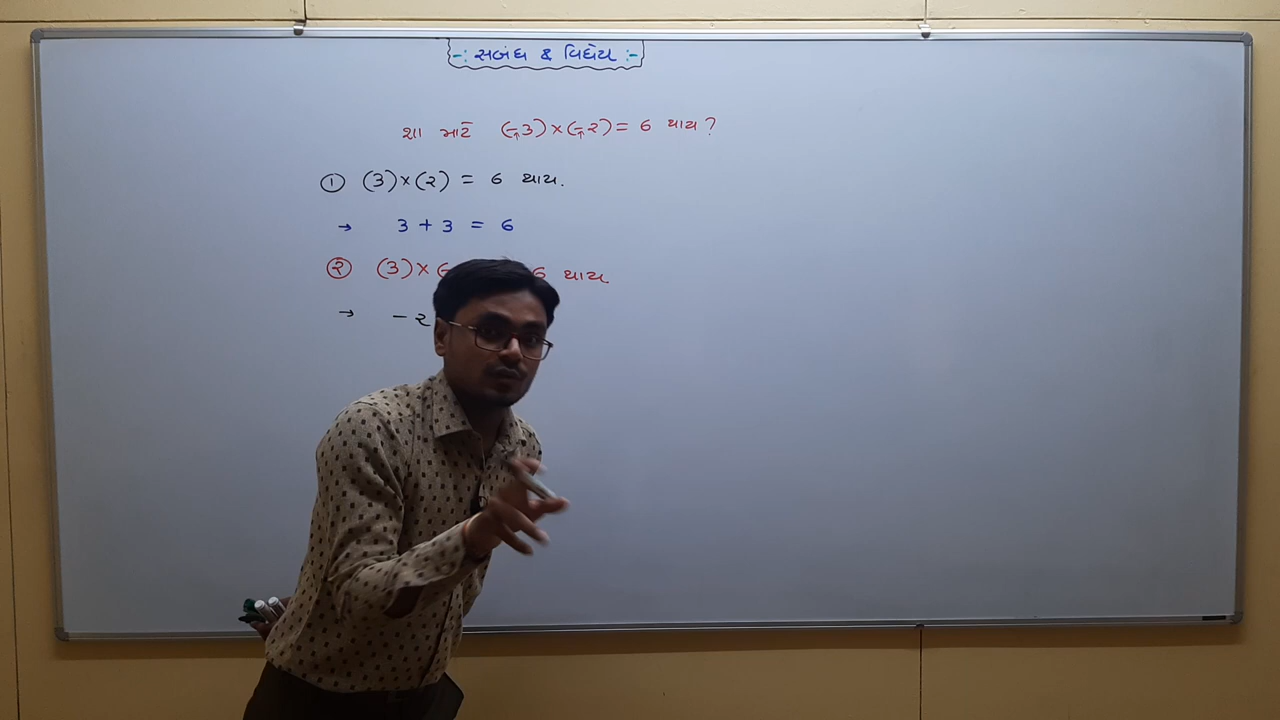 -: સબંધ & વિધેય :-
શા માટે (-3)×(-૨) = 6 થાય ?
① (3)×(૨) = 6 થાય.
→ 3 + 3 = 6
② (3)×(- 6 થાય
→ -૨